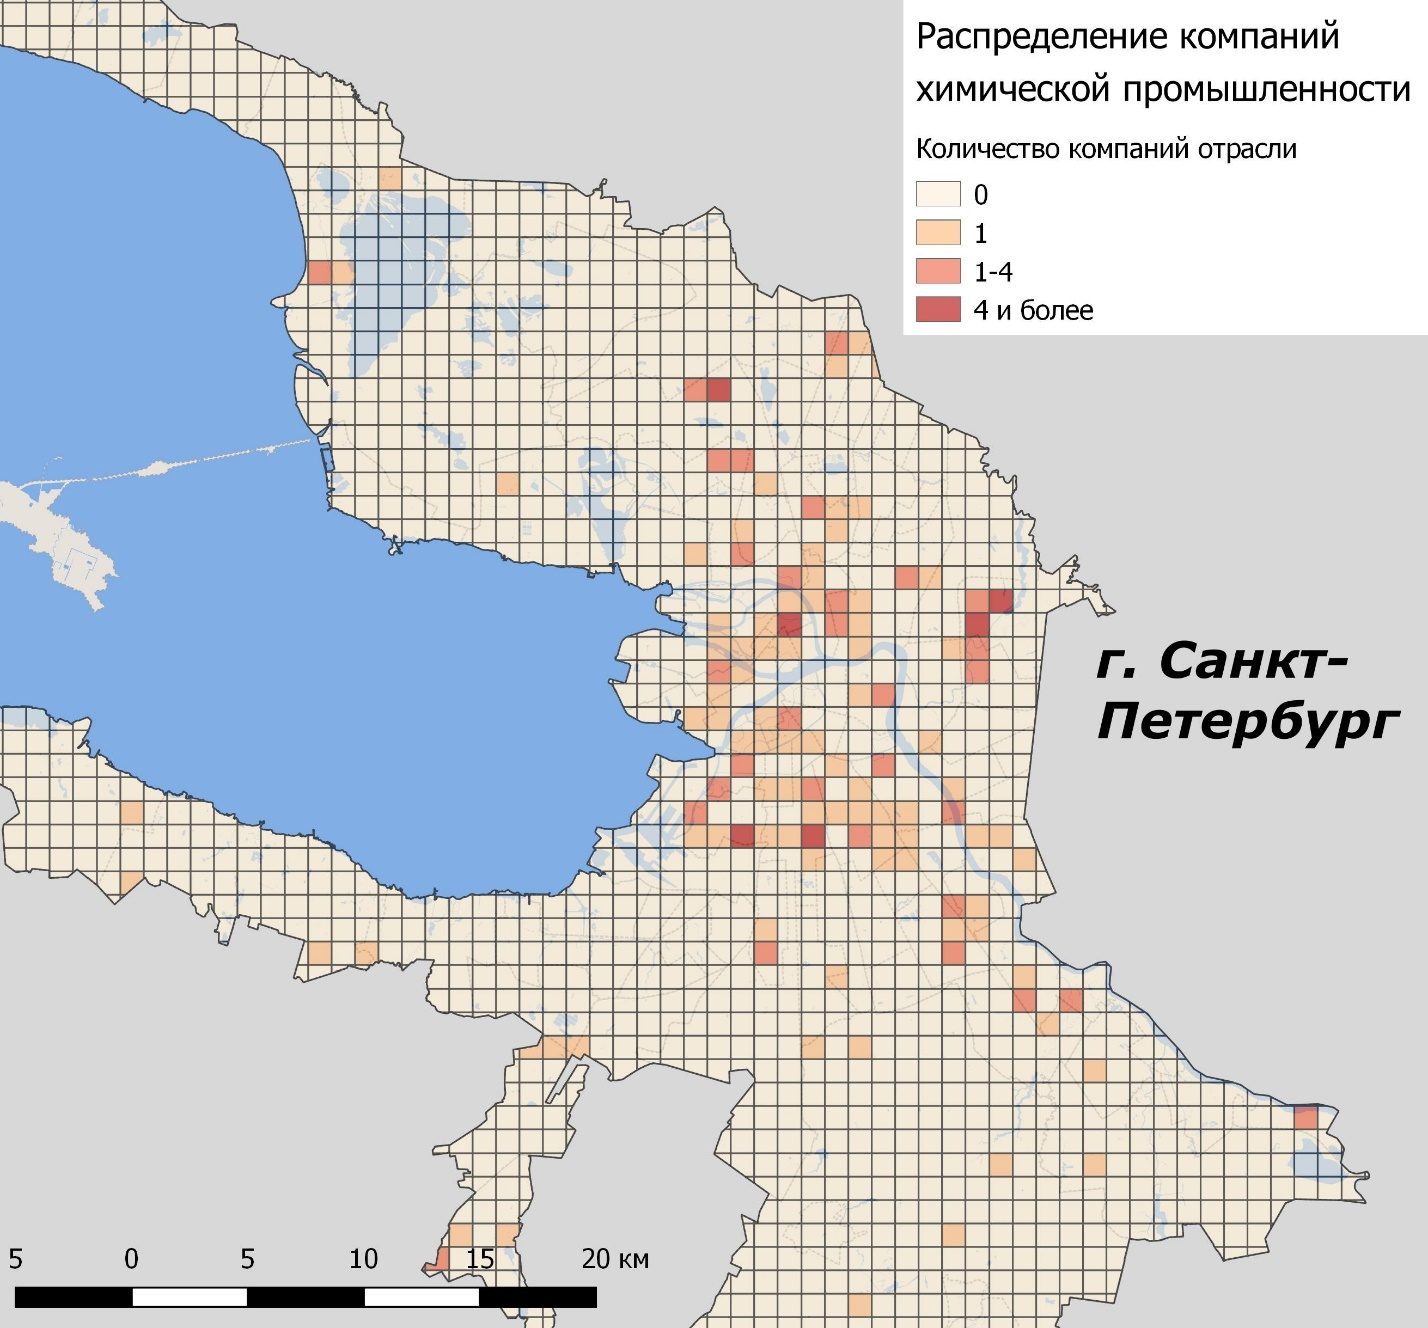 Распределение компаний
химической промышленности
Количество компаний отрасли
0
1
1-4
4 и более
г. Санкт-
Петербург
5 0 5 10 15 20 км